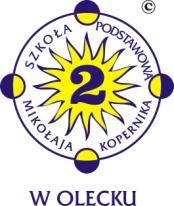 ©
SZKOŁA PODSTAWOWA
2
MIKOŁAJA KOPERNIKA
W OLECKU